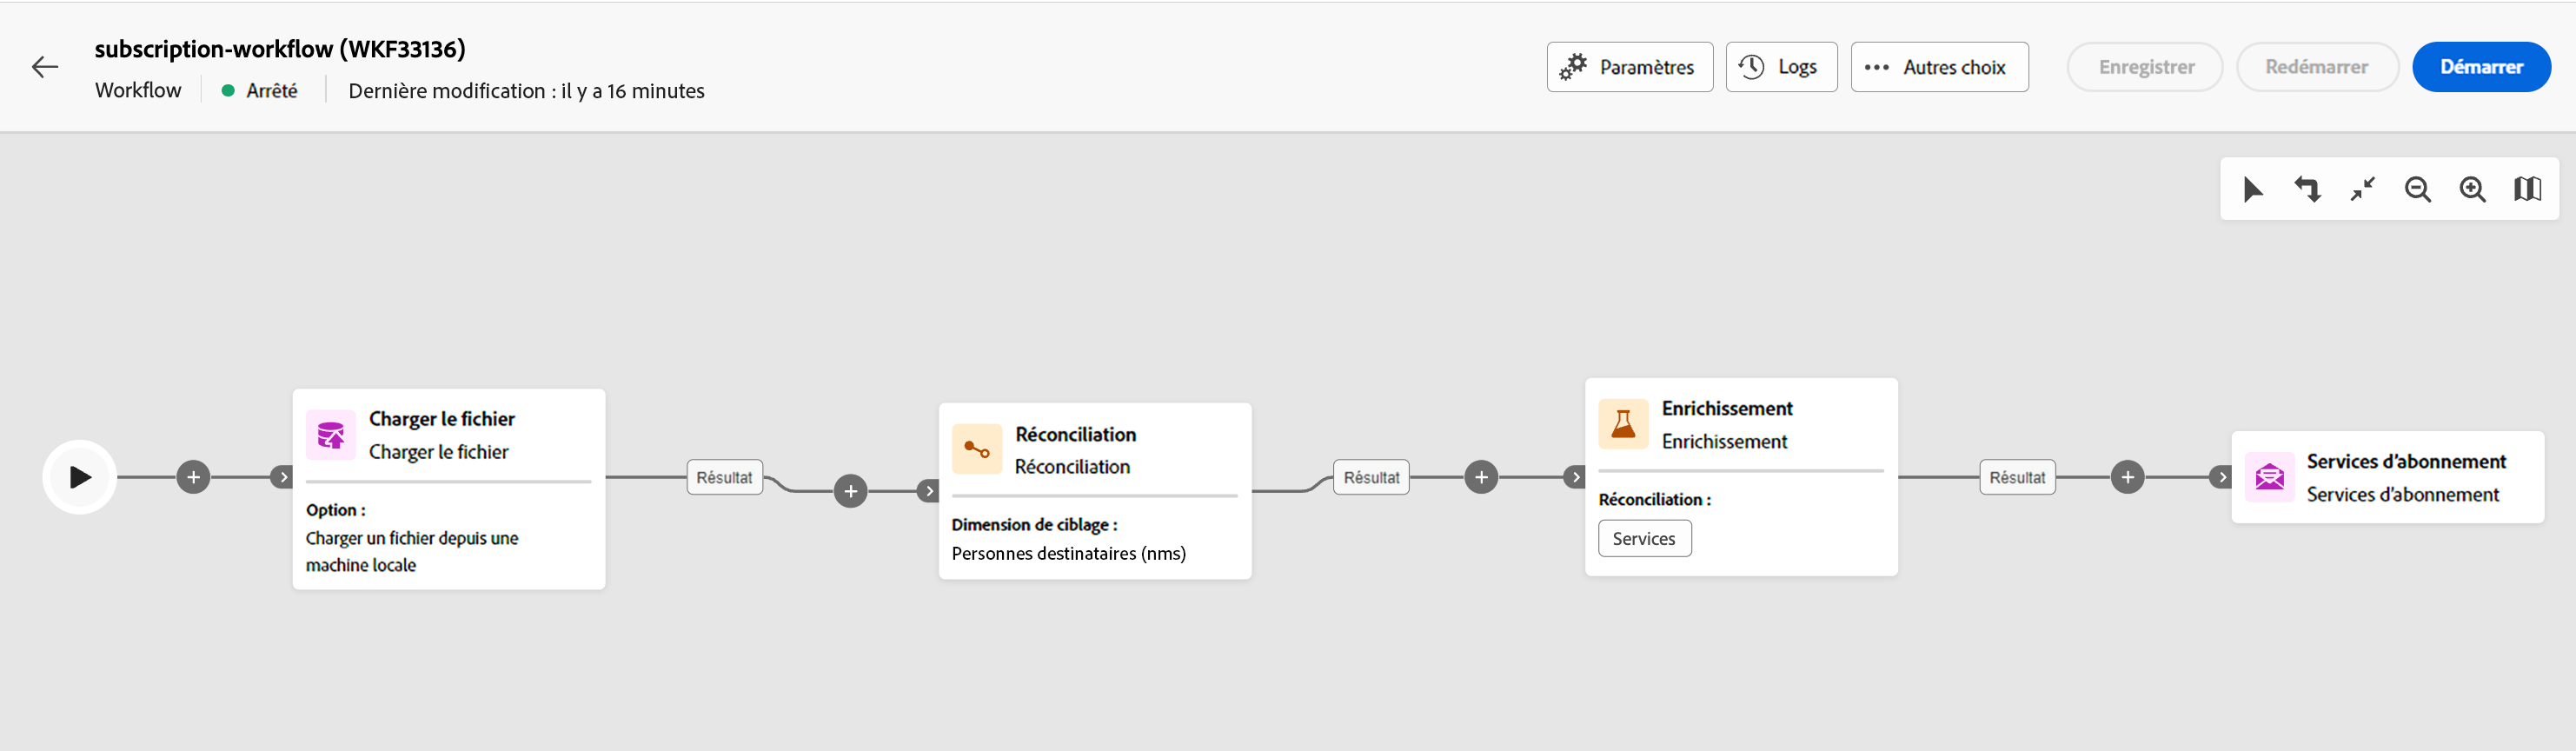 subscription-workflow (WKF33136)
Workflow Arrêté Dernière modification : il y a 16 minutes
Paramètres Logs Autres choix Enregistrer Redémarrer Démarrer
Charger le fichier
Charger le fichier
Option :
Charger un fichier depuis une
machine locale
Résultat
Réconciliation
Réconciliation
Dimension de ciblage :
Personnes destinataires (nms)
Résultat
Enrichissement
Enrichissement
Réconciliation :
Services
Résultat
Services d’abonnement
Services d’abonnement